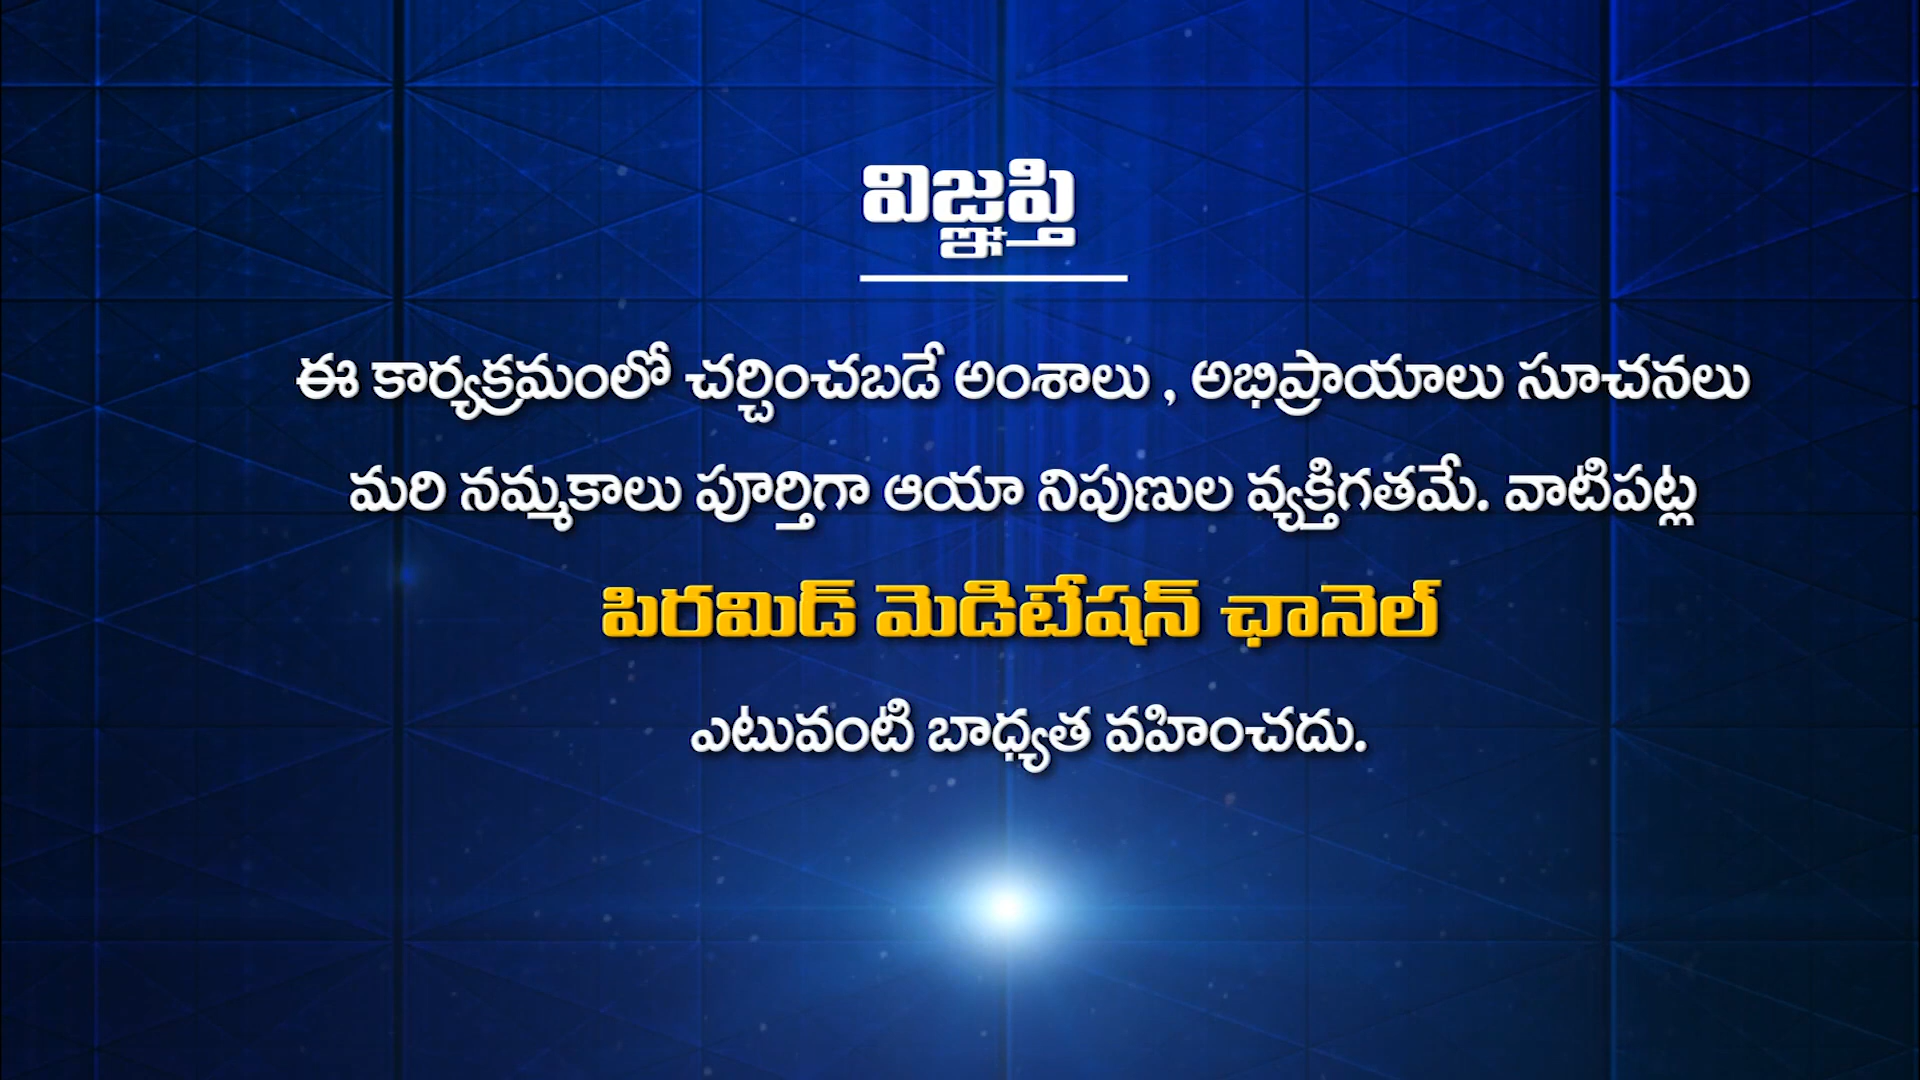 విజ్ఞప్తి
ఈ కార్యక్రమంలో చర్చించబడే అంశాలు , అభిప్రాయాలు సూచనలు
మరి నమ్మకాలు పూర్తిగా ఆయా నిపుణుల వ్యక్తిగతమే. వాటిపట్ల
పిరమిడ్ మెడిటేషన్ ఛానెల్
ఎటువంటి బాధ్యత వహించదు.